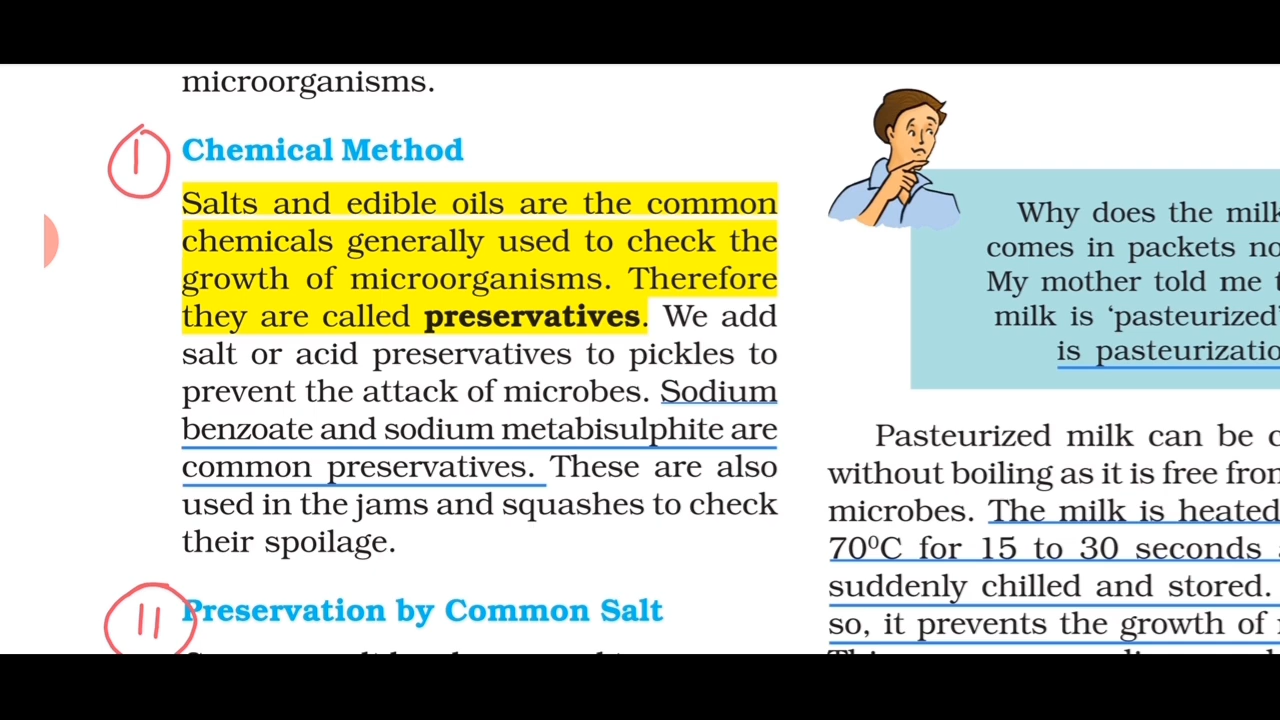 microorganisms.
I
Chemical Method
Salts and edible oils are the common
chemicals generally used to check the
growth of microorganisms. Therefore
they are called preservatives. We add
salt or acid preservatives to pickles to
prevent the attack of microbes. Sodium
benzoate and sodium metabisulphite are
common preservatives. These are also
used in the jams and squashes to check
their spoilage.
II
Preservation by Common Salt
Why does the milk
comes in packets no
My mother told me t
milk is ‘pasteurized’
is pasteurizatio
Pasteurized milk can be c
without boiling as it is free from
microbes. The milk is heated
70⁰C for 15 to 30 seconds
suddenly chilled and stored.
so, it prevents the growth of